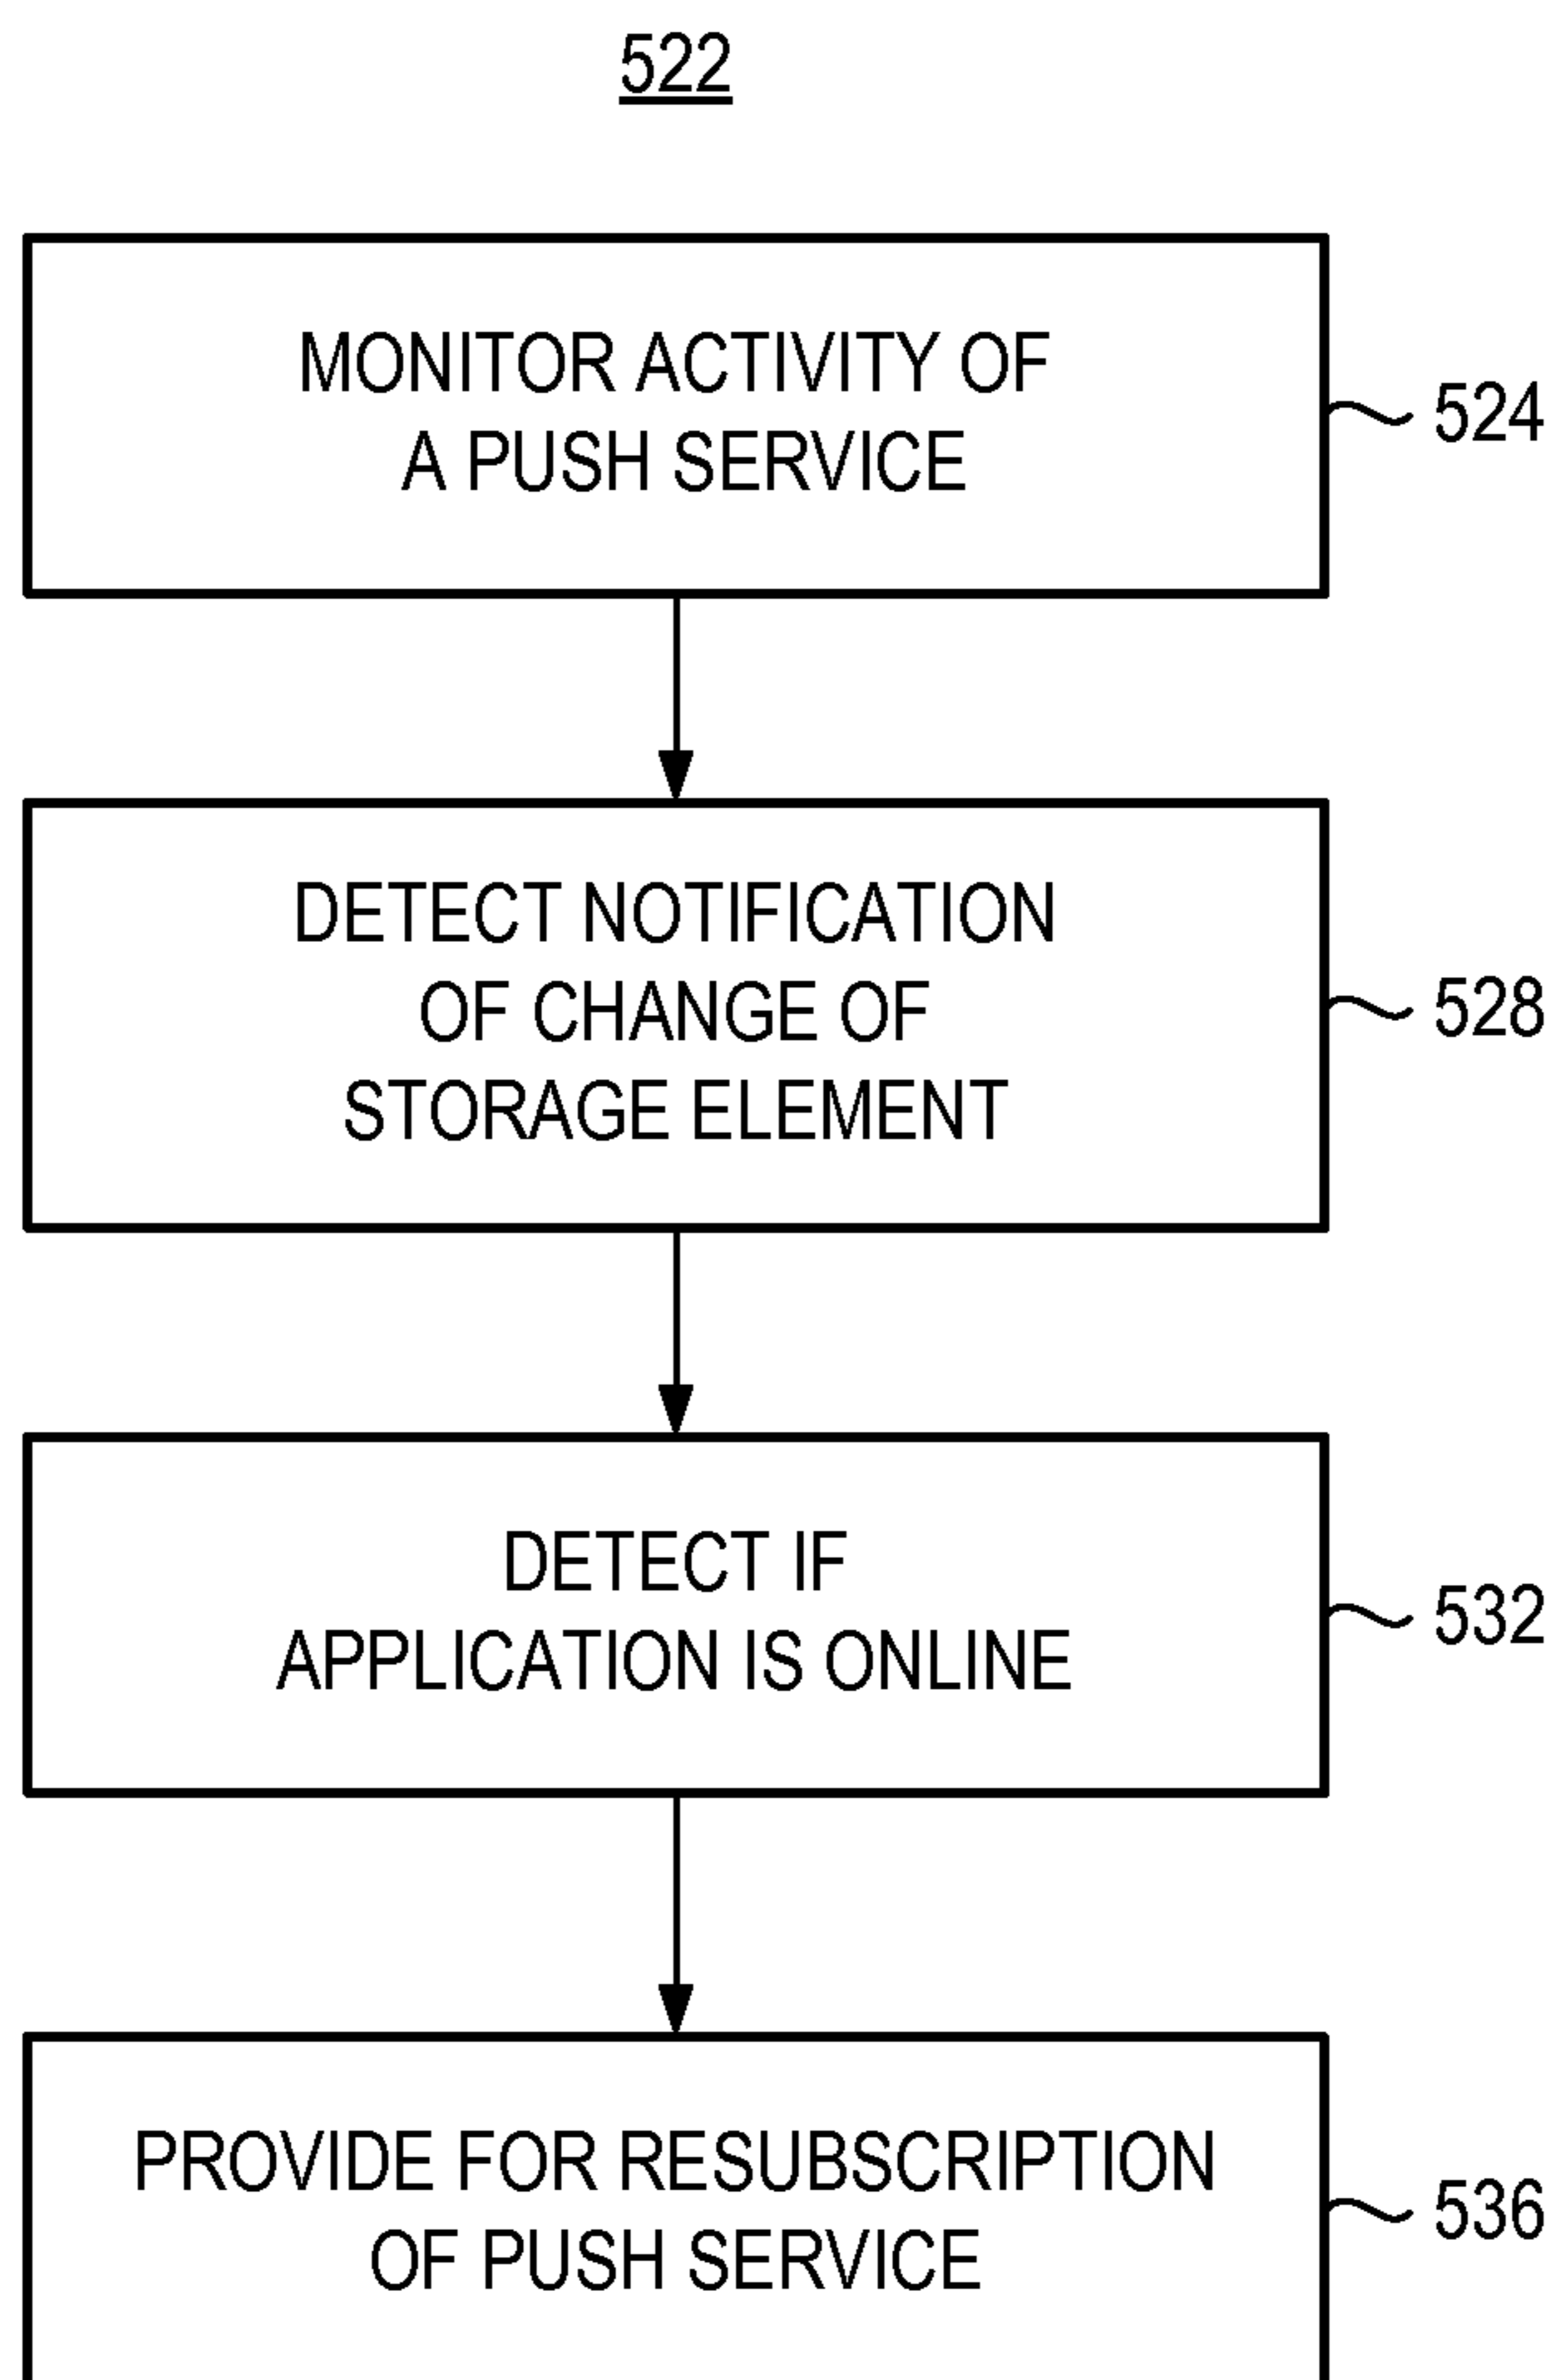 522
MONITOR ACTIVITY OF
A PUSH SERVICE
524
DETECT NOTIFICATION
OF CHANGE OF
STORAGE ELEMENT
528
DETECT IF
APPLICATION IS ONLINE
532
PROVIDE FOR RESUBSCRIPTION
OF PUSH SERVICE
536